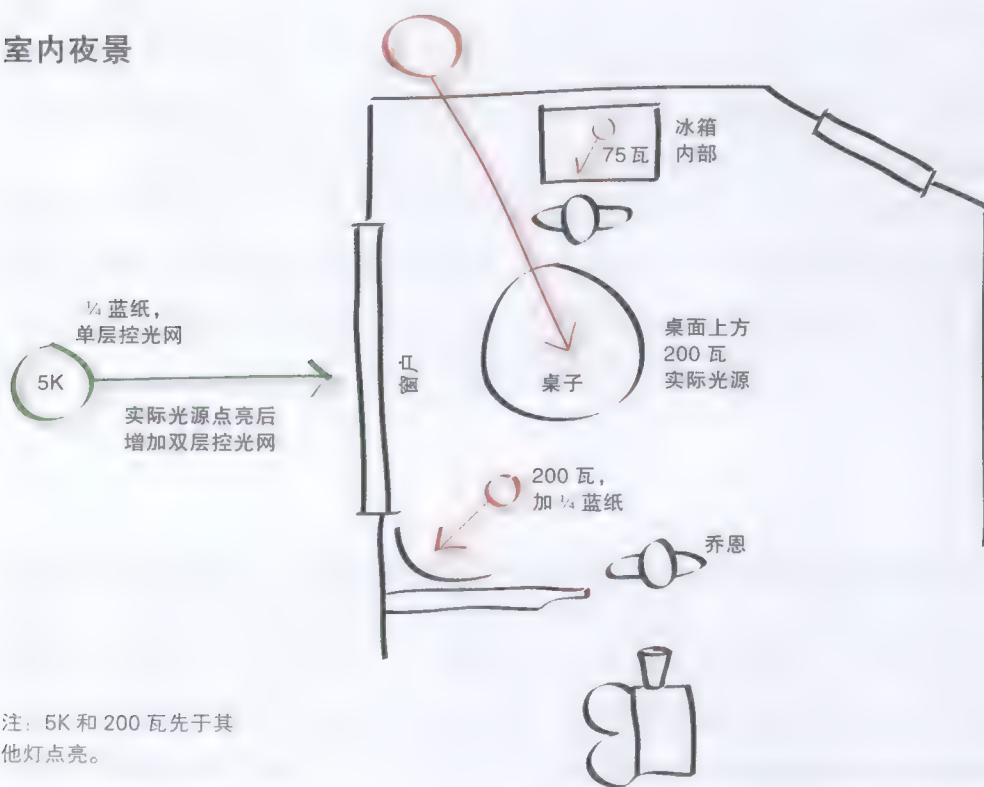 室内夜景
冰箱
内部
75瓦
¼ 蓝纸，
单层控光网
5K
实际光源点亮后
增加双层控光网
窗户
桌子
桌面上方
200 瓦
实际光源
200 瓦，
加 ¼ 蓝纸
乔恩
注：5K 和 200 瓦先于其
他灯点亮。